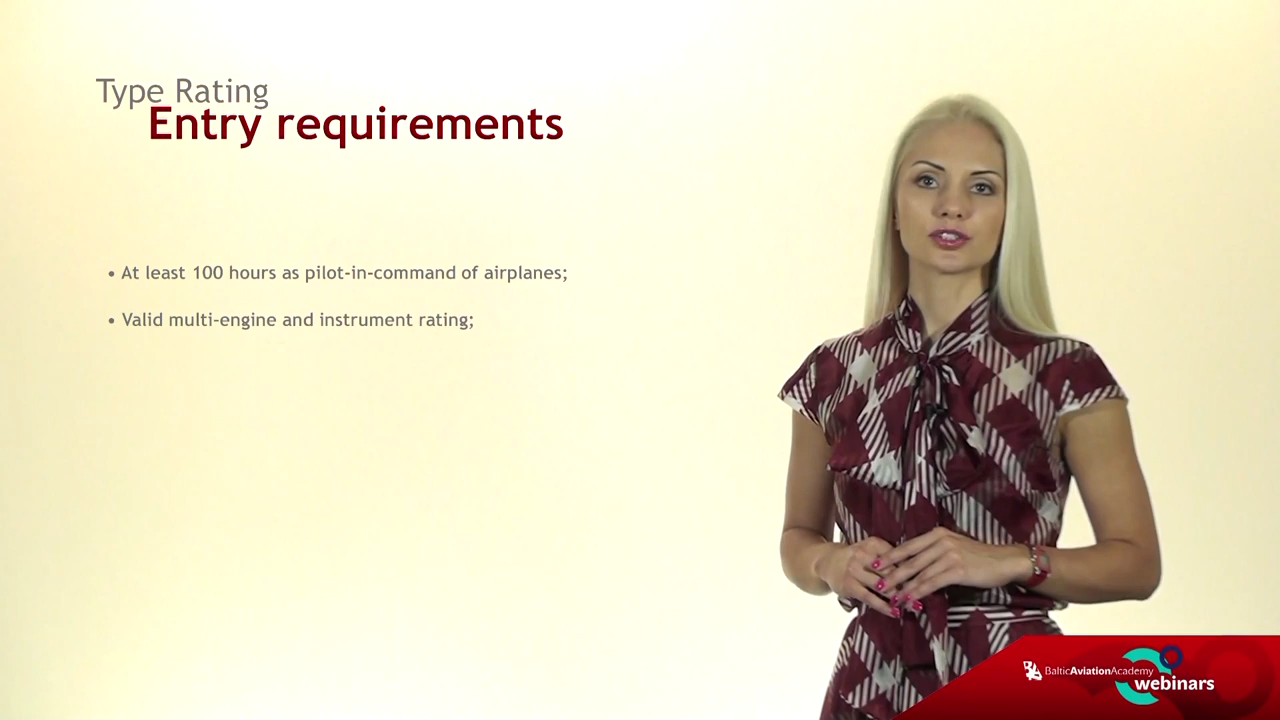 Type Rating
Entry requirements
• At least 100 hours as pilot-in-command of airplanes;
• Valid multi-engine and instrument rating;
BalticAviationAcademy
webinars